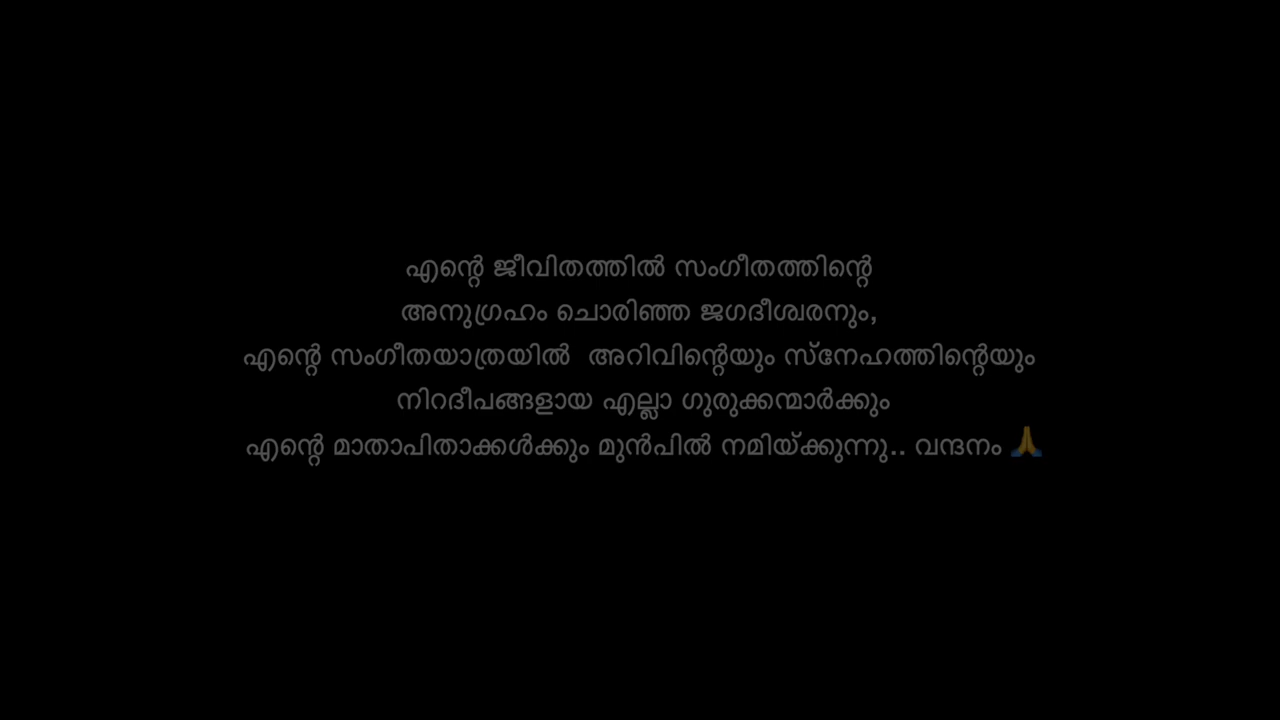 എന്റെ ജീവിതത്തിൽ സംഗീതത്തിന്റെ
അനുഗ്രഹം ചൊരിഞ്ഞ ജഗദീശ്വരനും,
എന്റെ സംഗീതയാത്രയിൽ അറിവിന്റെയും സ്നേഹത്തിന്റെയും
നിറദീപങ്ങളായ എല്ലാ ഗുരുക്കന്മാർക്കും
എന്റെ മാതാപിതാക്കൾക്കും മുൻപിൽ നമിയ്ക്കുന്നു.. വന്ദനം 🙏